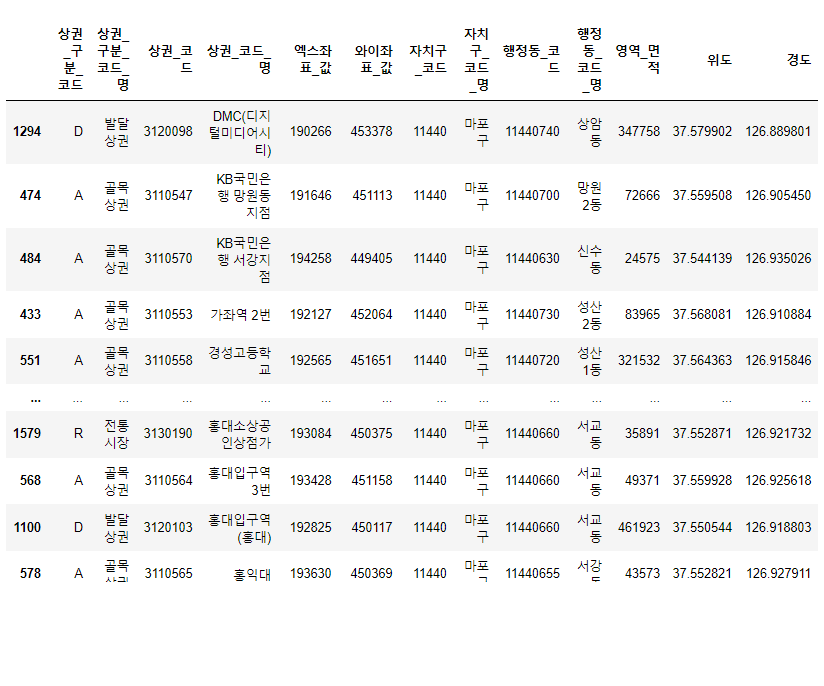 상권_구분_코드 상권_구분_코드_명 상권_코드 상권_코드_명 엑스좌표_값 와이좌표_값 자치구_코드 자치구_코드_명 행정동_코드 행정동_코드_명 영역_면적 위도 경도
1294 D 발달상권 3120098 DMC(디지털미디어시티) 190266 453378 11440 마포구 11440740 상암동 347758 37.579902 126.889801
474 A 골목상권 3110547 KB국민은행 망원동지점 191646 451113 11440 마포구 11440700 망원2동 72666 37.559508 126.905450
484 A 골목상권 3110570 KB국민은행 서강지점 194258 449405 11440 마포구 11440630 신수동 24575 37.544139 126.935026
433 A 골목상권 3110553 가좌역 2번 192127 452064 11440 마포구 11440730 성산2동 83965 37.568081 126.910884
551 A 골목상권 3110558 경성고등학교 192565 451651 11440 마포구 11440720 성산1동 321532 37.564363 126.915846
... ... ... ... ... ... ... ... ... ... ... ... ... ...
1579 R 전통시장 3130190 홍대소상공인상점가 193084 450375 11440 마포구 11440660 서교동 35891 37.552871 126.921732
568 A 골목상권 3110564 홍대입구역 3번 193428 451158 11440 마포구 11440660 서교동 49371 37.559928 126.925618
1100 D 발달상권 3120103 홍대입구역(홍대) 192825 450117 11440 마포구 11440660 서교동 461923 37.550544 126.918803
578 A 골목상권 3110565 홍익대 193630 450369 11440 마포구 11440655 서강동 43573 37.552821 126.927911